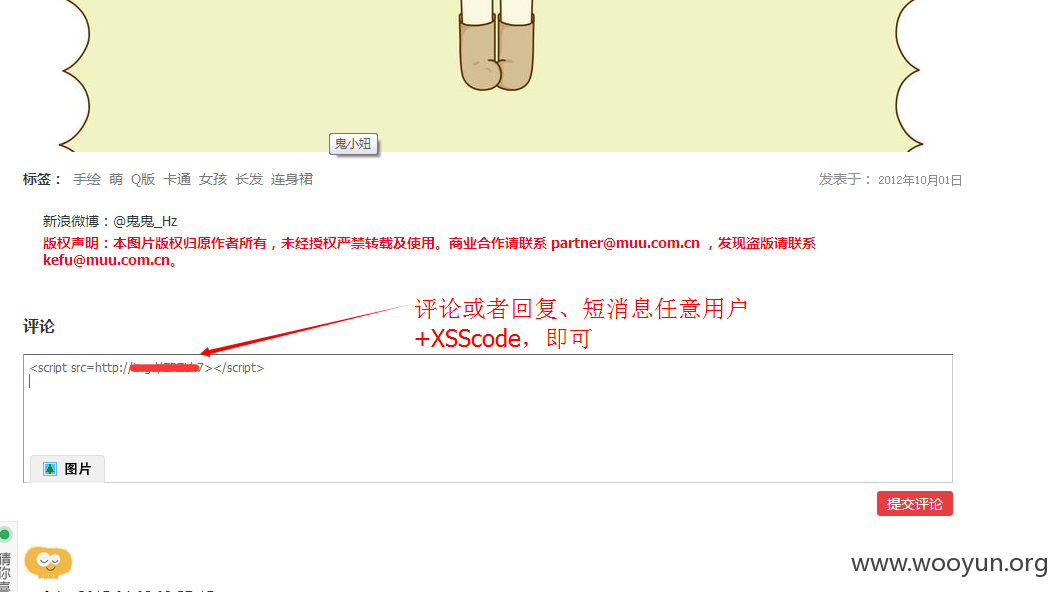 鬼小妞
标签： 手绘 萌 Q版 卡通 女孩 长发 连身裙
发表于： 2012年10月01日
新浪微博：@鬼鬼_Hz
版权声明：本图片版权归原作者所有，未经授权严禁转载及使用。商业合作请联系 partner@muu.com.cn ，发现盗版请联系
kefu@muu.com.cn。
评论或者回复、短消息任意用户
+XSScode，即可
评论
<script src=http:// 7></script>
图片
提交评论
猜
你
喜
www.wooyun.org